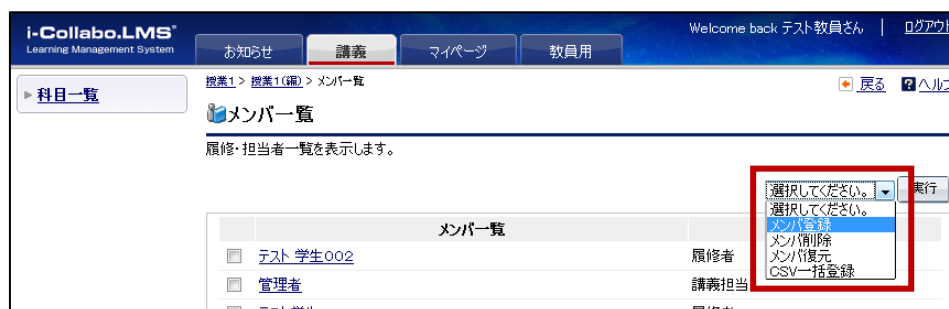 i-Collabo.LMS
Learning Management System
Welcome back テスト教員さん | ログアウト
お知らせ 講義 マイページ 教員用
▶ 科目一覧
授業1 > 授業1(編) > メンバ一覧
戻る ? ヘルプ
メンバ一覧
履修・担当者一覧を表示します。
選択してください。 実行
選択してください。
メンバ登録
メンバ削除
メンバ復元
CSV一括登録
メンバ一覧
テスト 学生002 履修者
管理者 講義担当